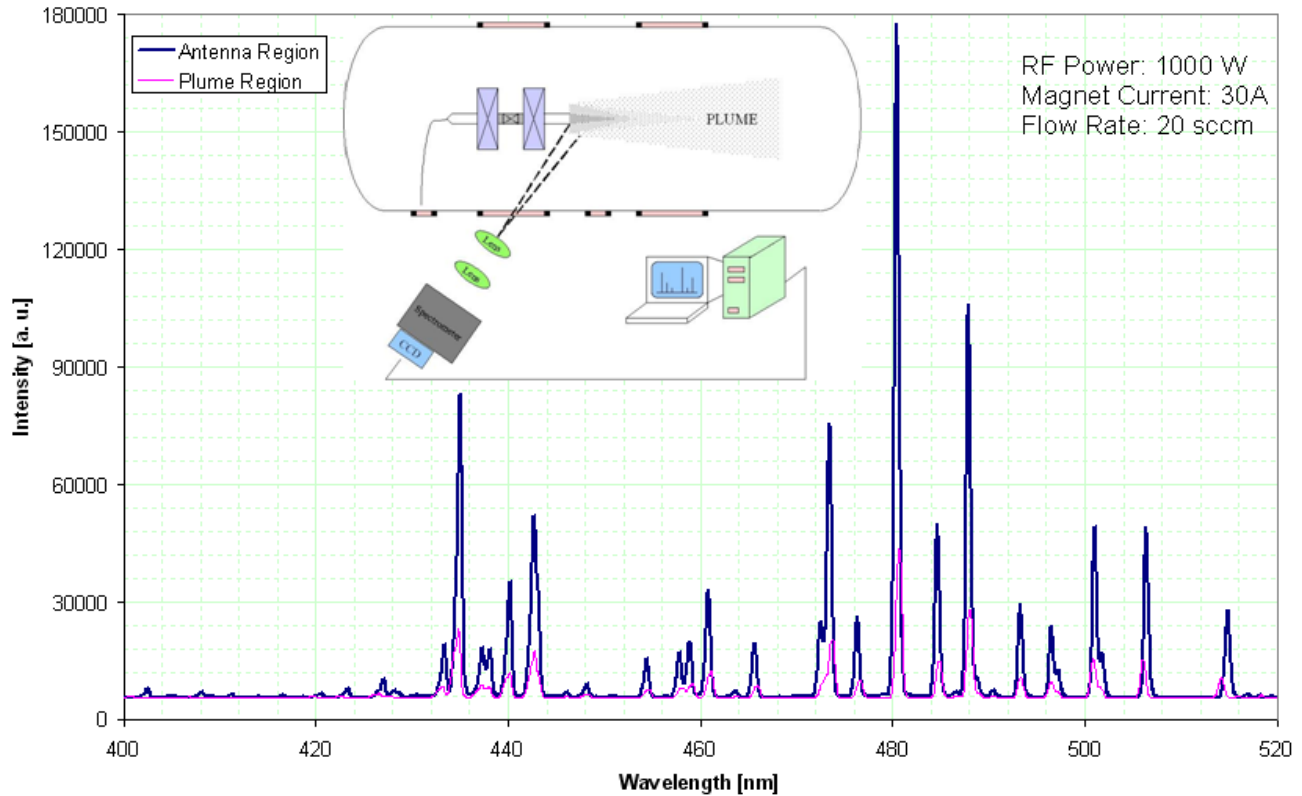 180000
150000
120000
90000
60000
30000
0
Intensity [a. u.]
Antenna Region
Plume Region
PLUME
Lens
Lens
Spectrometer
CCD
RF Power: 1000 W
Magnet Current: 30A
Flow Rate: 20 sccm
400
420
440
460
480
500
520
Wavelength [nm]